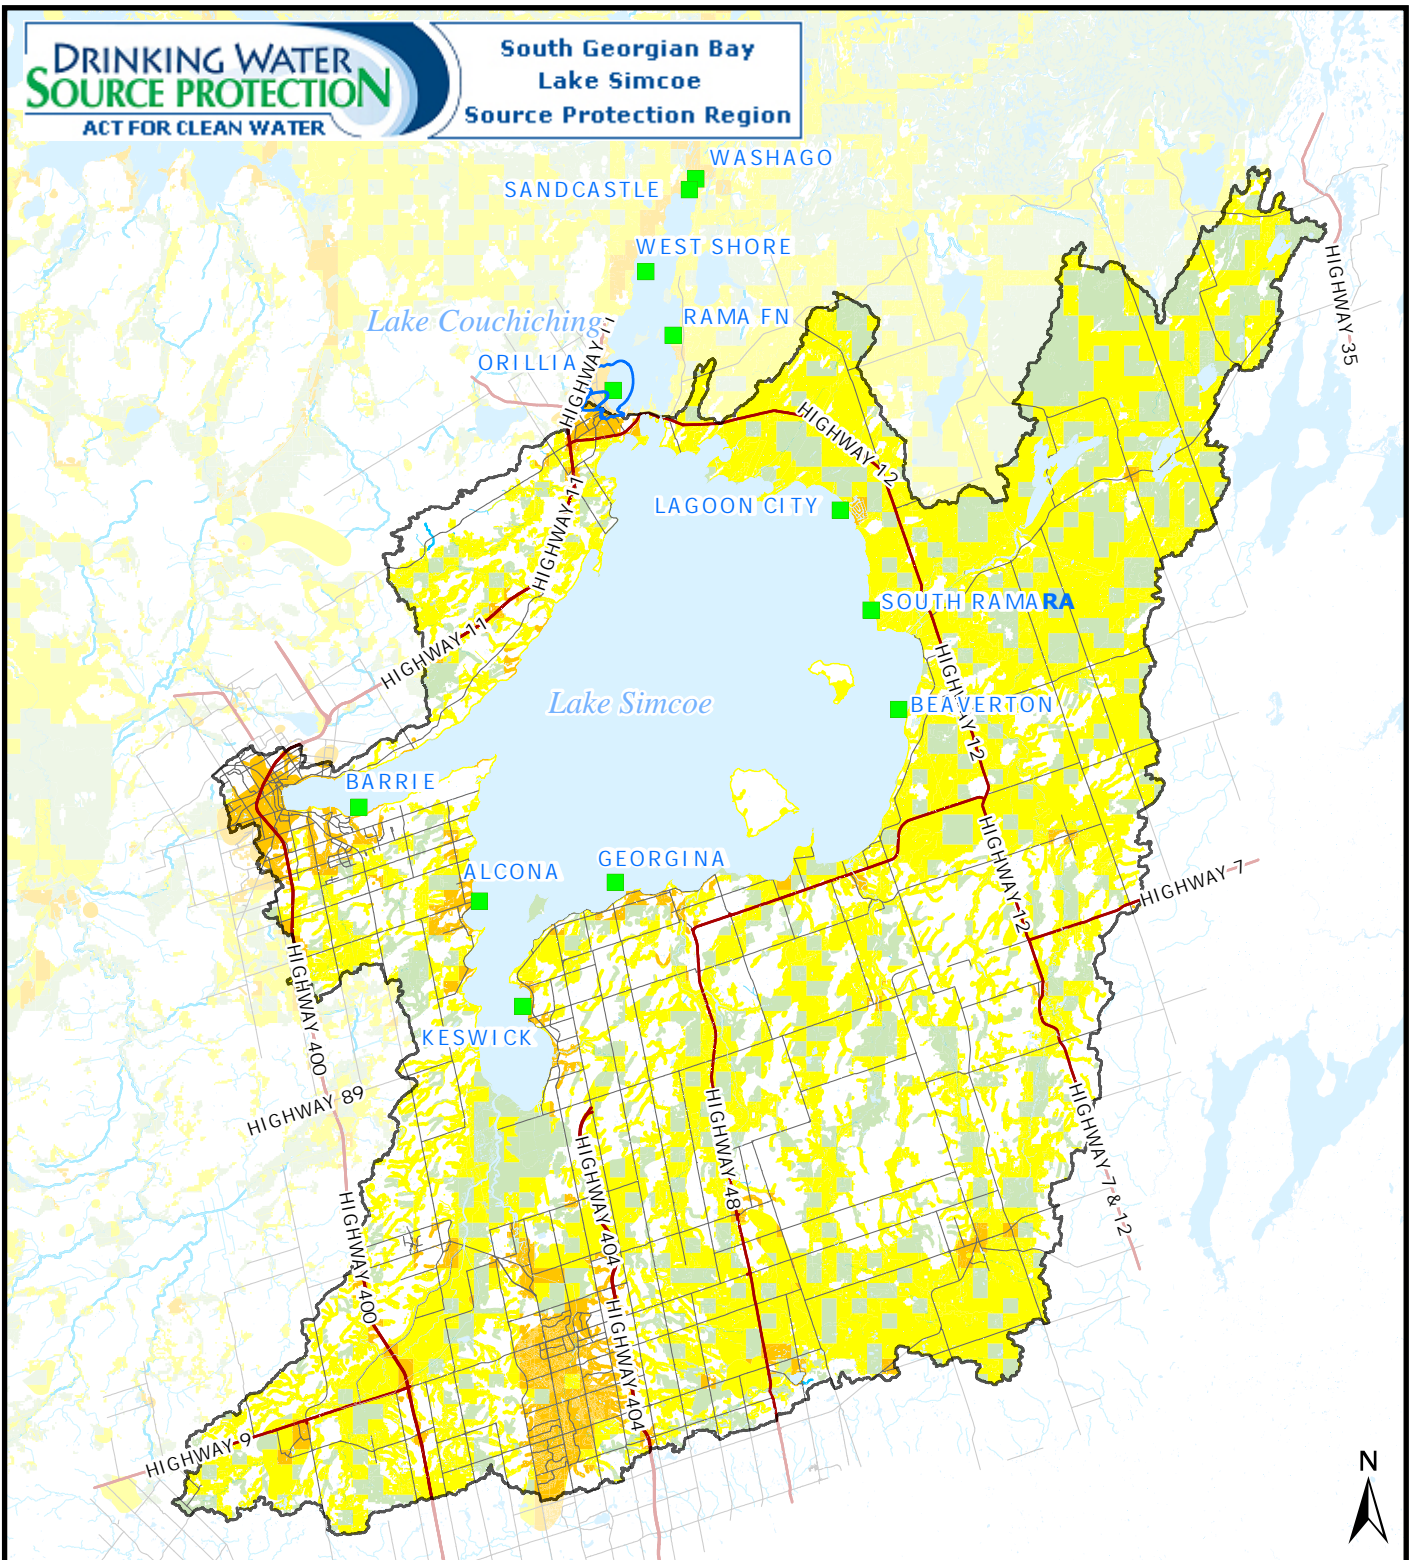 DRINKING WATER
SOURCE PROTECTION
ACT FOR CLEAN WATER
South Georgian Bay
Lake Simcoe
Source Protection Region
WASHAGO
SANDCASTLE
WEST SHORE
HIGHWAY 35
RAMA FN
Lake Couchiching
HIGHWAY 11
ORILLIA
HIGHWAY 12
HIGHWAY 11
LAGOON CITY
SOUTH RAMARA
HIGHWAY 11
HIGHWAY 12
Lake Simcoe
BEAVERTON
BARRIE
GEORGINA
ALCONA
HIGHWAY 12
HIGHWAY 7
HIGHWAY 400
KESWICK
HIGHWAY 89
HIGHWAY 48
HIGHWAY 7 & 12
HIGHWAY 404
HIGHWAY 400
HIGHWAY 404
HIGHWAY 9
N